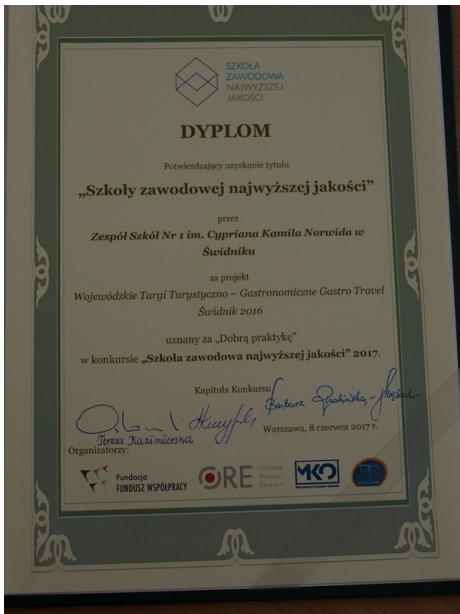 SZKOŁA
ZAWODOWA
NAJWYŻSZEJ
JAKOŚCI
DYPLOM
Potwierdzający uzyskanie tytułu
„Szkoły zawodowej najwyższej jakości”
przez
Zespół Szkół Nr 1 im. Cypriana Kamila Norwida w
Świdniku
za projekt
Wojewódzkie Targi Turystyczno – Gastronomiczne Gastro Travel
Świdnik 2016
uznany za „Dobrą praktykę”
w konkursie „Szkoła zawodowa najwyższej jakości” 2017.
Kapituła Konkursu
Barbara
Teresa Kazimierska
Warszawa, 8 czerwca 2017 r.
Organizatorzy:
Fundacja
FUNDUSZ WSPÓŁPRACY
ORE
OŚRODEK
ROZWOJU
EDUKACJI
MKO